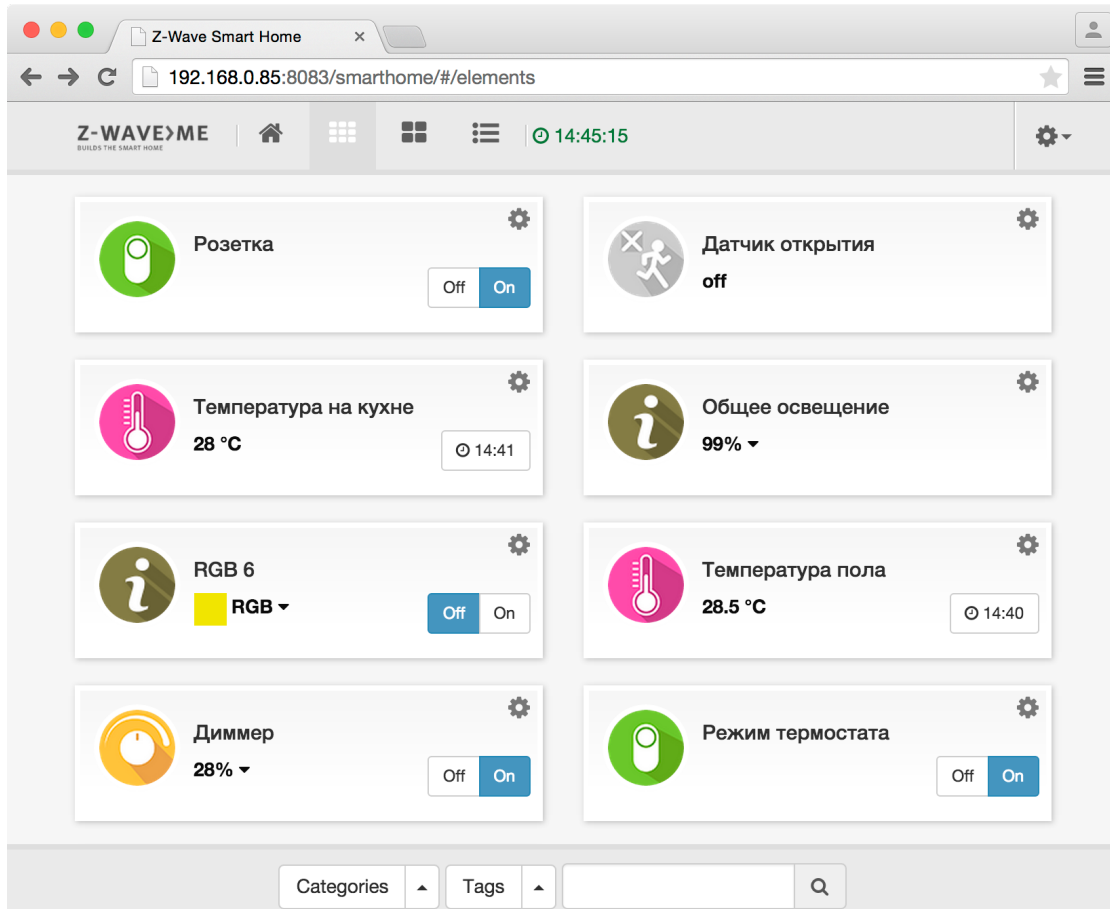 Z-Wave Smart Home
192.168.0.85:8083/smarthome/#/elements
Z-WAVE>ME
BUILDS THE SMART HOME
14:45:15
Розетка
Off On
Датчик открытия
off
Температура на кухне
28 °C
14:41
Общее освещение
99%
RGB 6
RGB
Off On
Температура пола
28.5 °C
14:40
Диммер
28%
Off On
Режим термостата
Off On
Categories
Tags